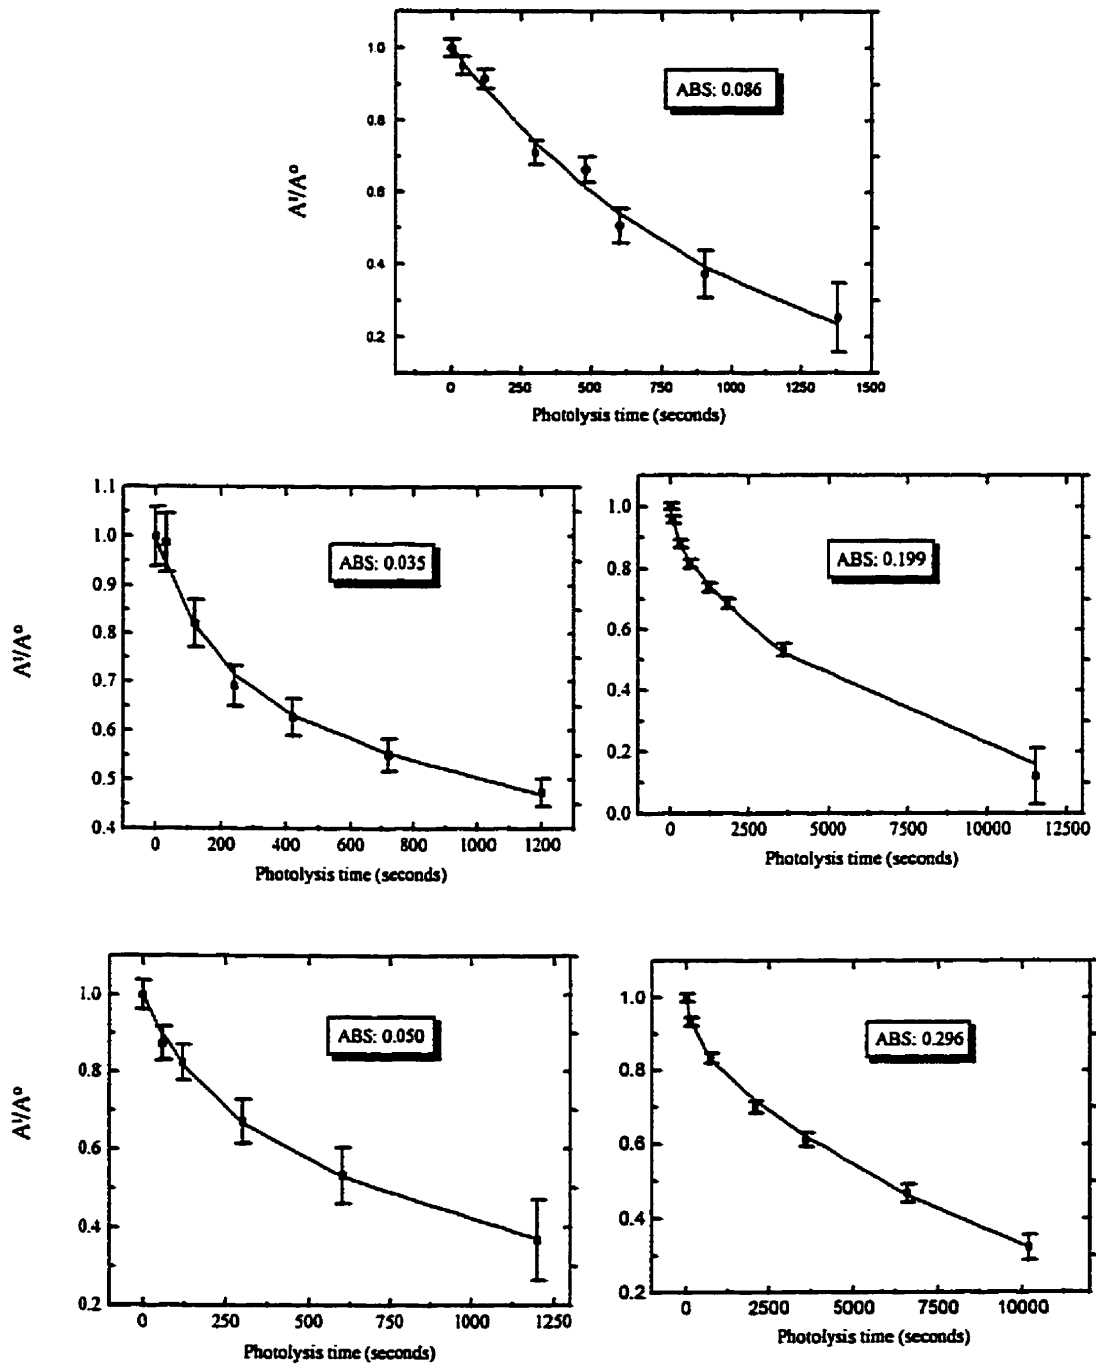 1.0
0.8
0.6
0.4
0.2
ABS: 0.086
A¹/A⁰
0 250 500 750 1000 1250 1500
Photolysis time (seconds)
1.1
1.0
0.9
0.8
0.7
0.6
0.5
0.4
ABS: 0.035
A¹/A⁰
0 200 400 600 800 1000 1200
Photolysis time (seconds)
1.0
0.8
0.6
0.4
0.2
0.0
ABS: 0.199
0 2500 5000 7500 10000 12500
Photolysis time (seconds)
1.0
0.8
0.6
0.4
0.2
ABS: 0.050
A¹/A⁰
0 250 500 750 1000 1250
Photolysis time (seconds)
1.0
0.8
0.6
0.4
0.2
ABS: 0.296
0 2500 5000 7500 10000
Photolysis time (seconds)